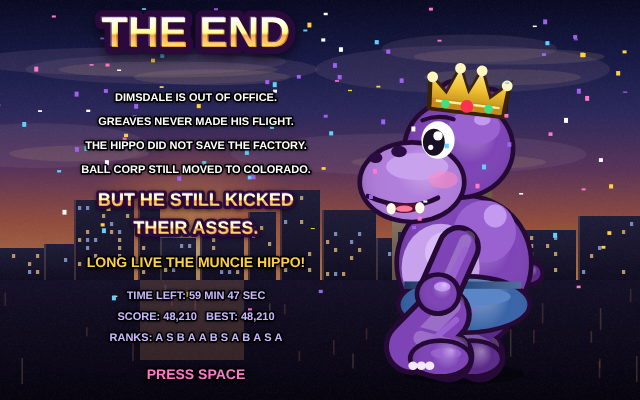 THE END
DIMSDALE IS OUT OF OFFICE.
GREAVES NEVER MADE HIS FLIGHT.
THE HIPPO DID NOT SAVE THE FACTORY.
BALL CORP STILL MOVED TO COLORADO.
BUT HE STILL KICKED
THEIR ASSES.
LONG LIVE THE MUNCIE HIPPO!
TIME LEFT: 59 MIN 47 SEC
SCORE: 48,210 BEST: 48,210
RANKS: A S B A A B S A B A S A
PRESS SPACE